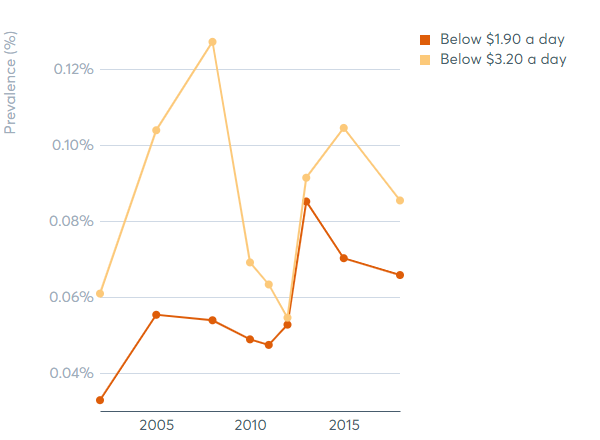 Prevalence (%)
0.12%
0.10%
0.08%
0.06%
0.04%
2005 2010 2015
Below $1.90 a day
Below $3.20 a day